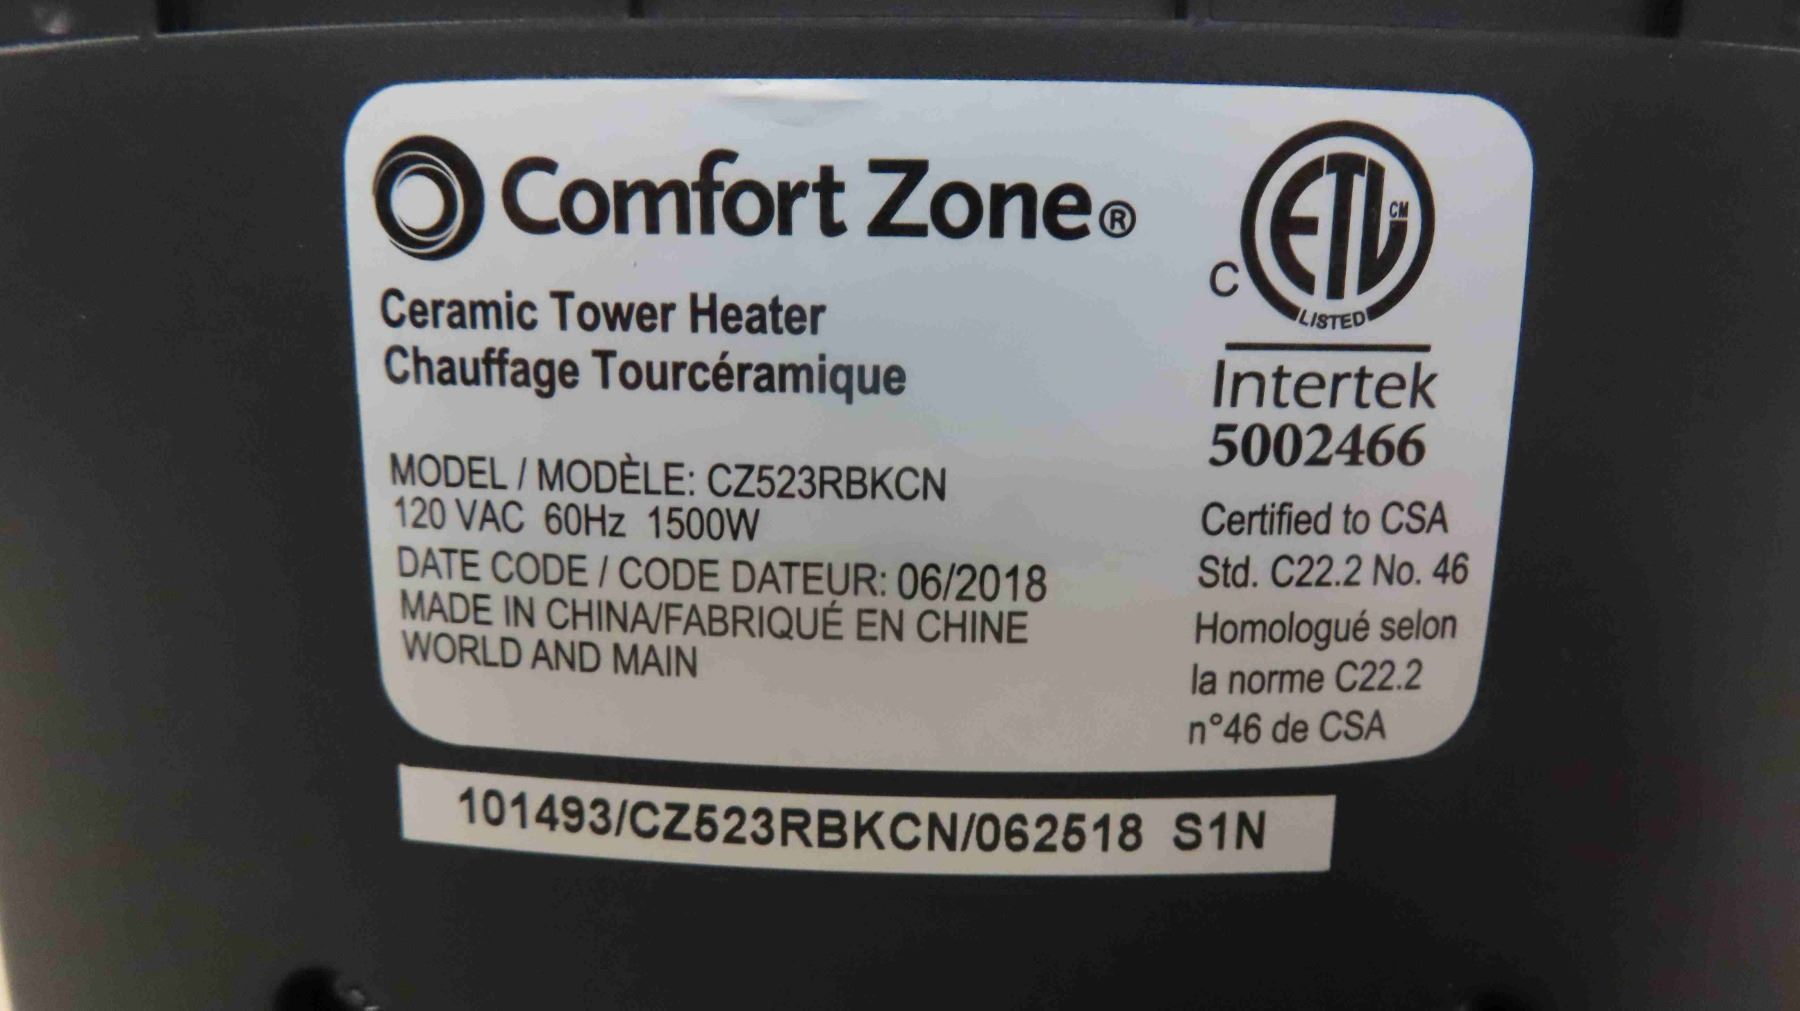 Comfort Zone®
Ceramic Tower Heater
Chauffage Tourcéramique
MODEL / MODÈLE: CZ523RBKCN
120 VAC 60Hz 1500W
DATE CODE / CODE DATEUR: 06/2018
MADE IN CHINA/FABRIQUÉ EN CHINE
WORLD AND MAIN
ETL CM
C
LISTED
Intertek
5002466
Certified to CSA
Std. C22.2 No. 46
Homologué selon
la norme C22.2
n°46 de CSA
101493/CZ523RBKCN/062518 S1N